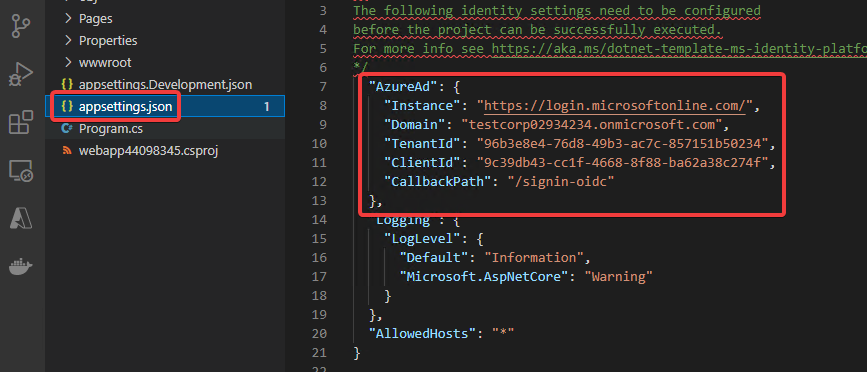 Pages
Properties
wwwroot
appsettings.Development.json
{ } appsettings.json 1
C# Program.cs
webapp44098345.csproj
3 The following identity settings need to be configured
4 before the project can be successfully executed.
5 For more info see https://aka.ms/dotnet-template-ms-identity-platfo
6 */
7 "AzureAd": {
8 "Instance": "https://login.microsoftonline.com/",
9 "Domain": "testcorp02934234.onmicrosoft.com",
10 "TenantId": "96b3e8e4-76d8-49b3-ac7c-857151b50234",
11 "ClientId": "9c39db43-cc1f-4668-8f88-ba62a38c274f",
12 "CallbackPath": "/signin-oidc"
13 },
14 "Logging": {
15 "LogLevel": {
16 "Default": "Information",
17 "Microsoft.AspNetCore": "Warning"
18 }
19 },
20 "AllowedHosts": "*"
21 }
22